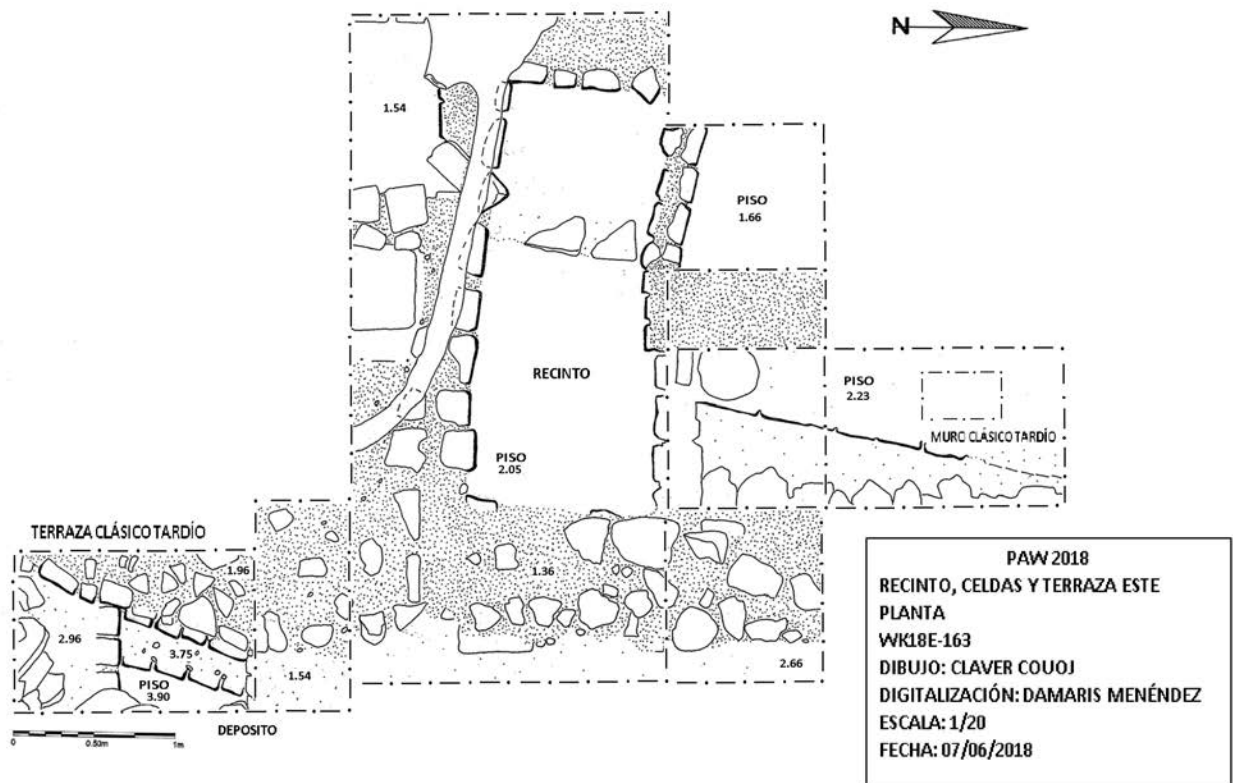 N
1.54
PISO
1.66
RECINTO
PISO
2.23
MURO CLÁSICO TARDÍO
PISO
2.05
TERRAZA CLÁSICO TARDÍO
1.96
1.36
2.96
3.75
1.54
2.66
PISO
3.90
DEPOSITO
0 0.50m 1m
PAW 2018
RECINTO, CELDAS Y TERRAZA ESTE
PLANTA
WK18E-163
DIBUJO: CLAVER COUOJ
DIGITALIZACIÓN: DAMARIS MENÉNDEZ
ESCALA: 1/20
FECHA: 07/06/2018